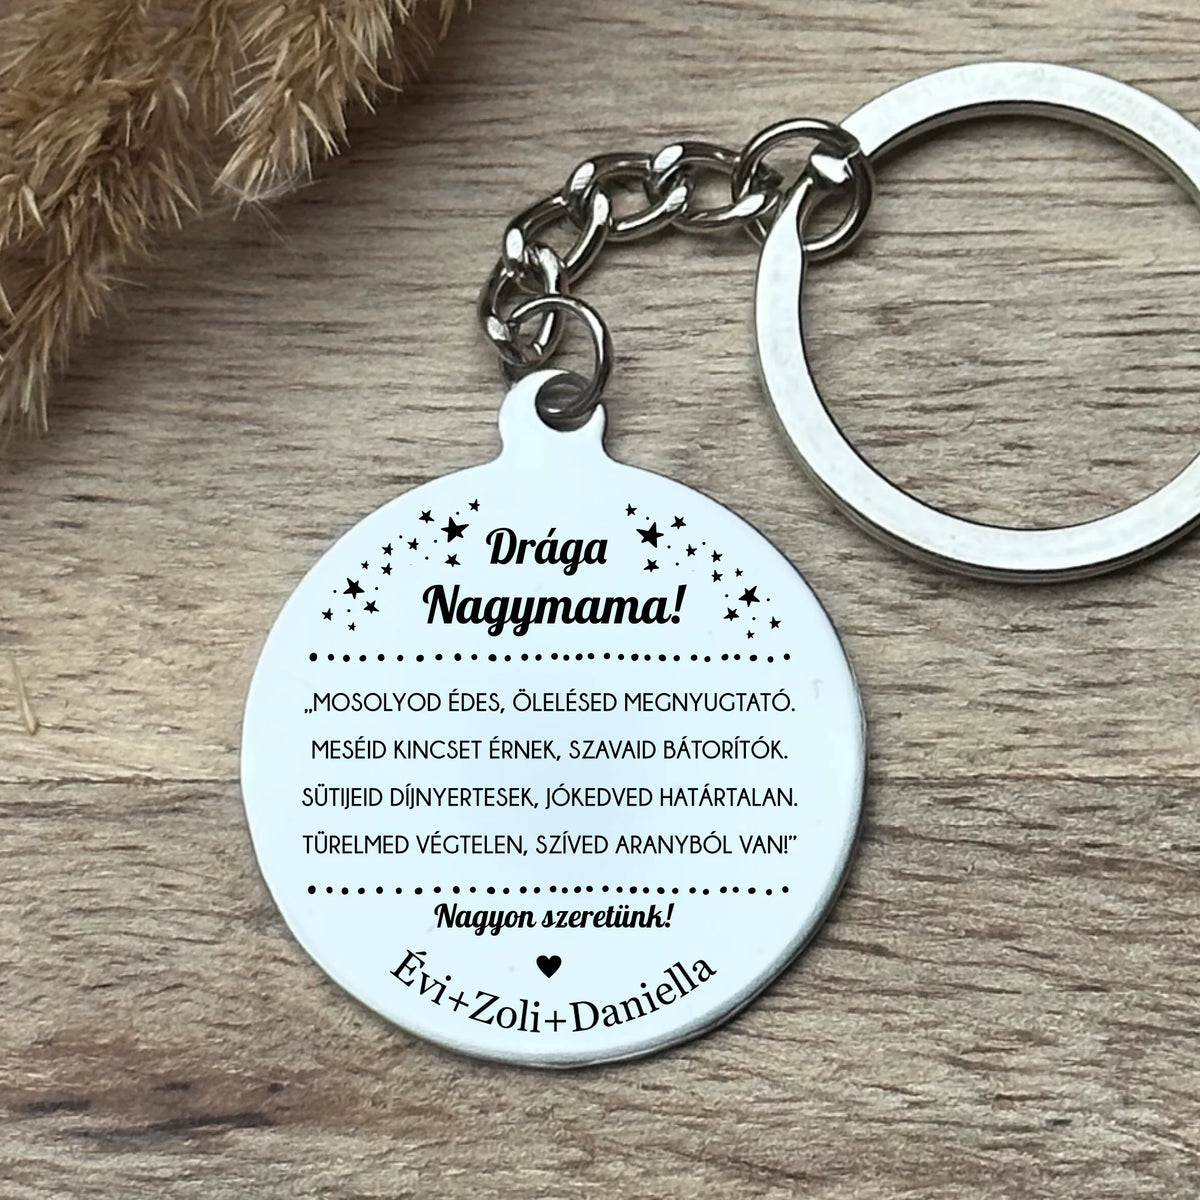 Drága
Nagymama!
„MOSOLYOD ÉDES, ÖLELÉSED MEGNYUGTATÓ.
MESÉID KINCSET ÉRNEK, SZAVAID BÁTORÍTÓK.
SÜTIJEID DÍJNYERTESEK, JÓKEDVED HATÁRTALAN.
TÜRELMED VÉGTELEN, SZÍVED ARANYBÓL VAN!”
Nagyon szeretünk!
Évi+Zoli+Daniella